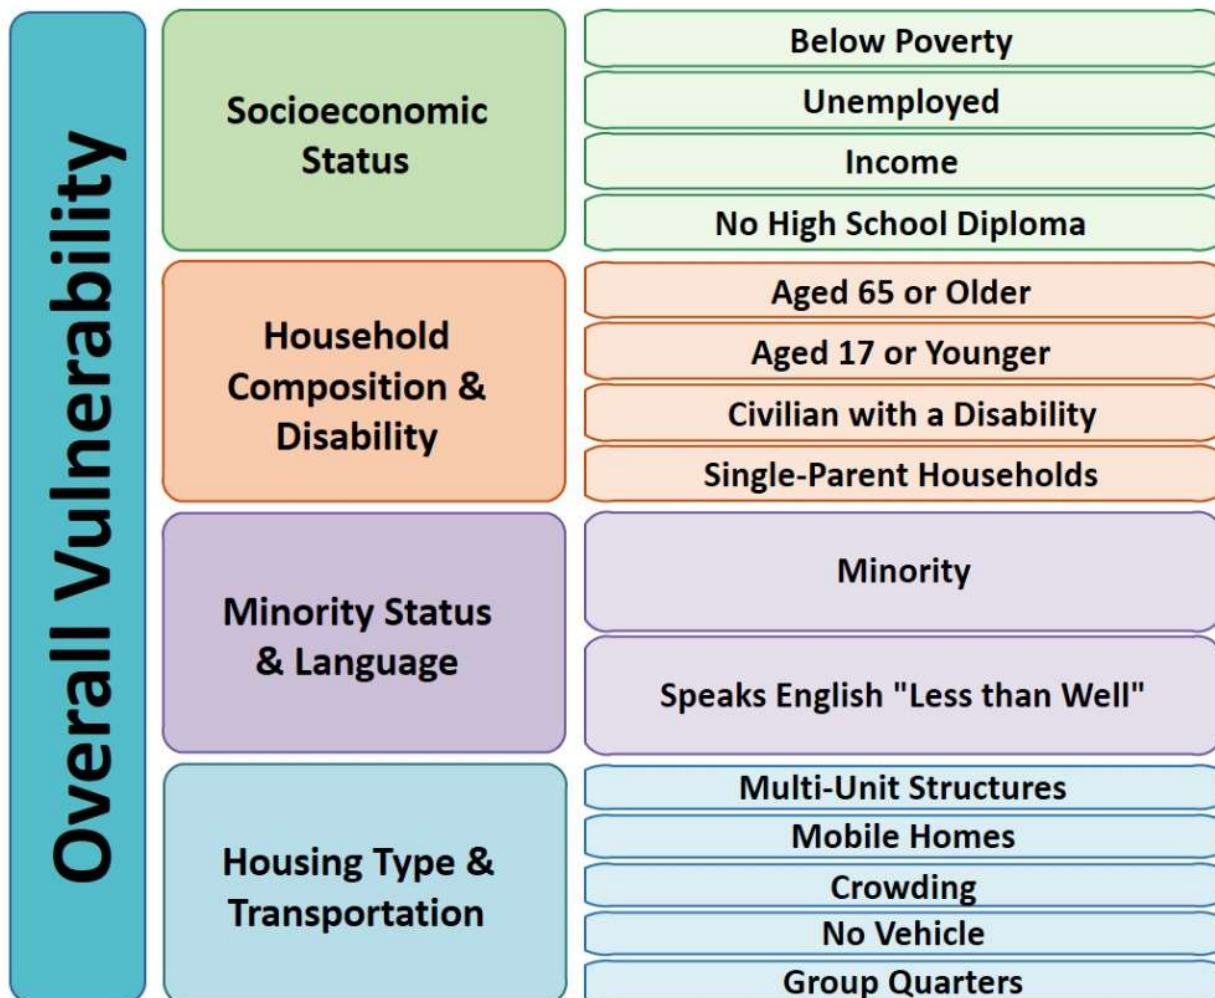 Overall Vulnerability
Socioeconomic
Status
Below Poverty
Unemployed
Income
No High School Diploma
Household
Composition &
Disability
Aged 65 or Older
Aged 17 or Younger
Civilian with a Disability
Single-Parent Households
Minority Status
& Language
Minority
Speaks English "Less than Well"
Housing Type &
Transportation
Multi-Unit Structures
Mobile Homes
Crowding
No Vehicle
Group Quarters